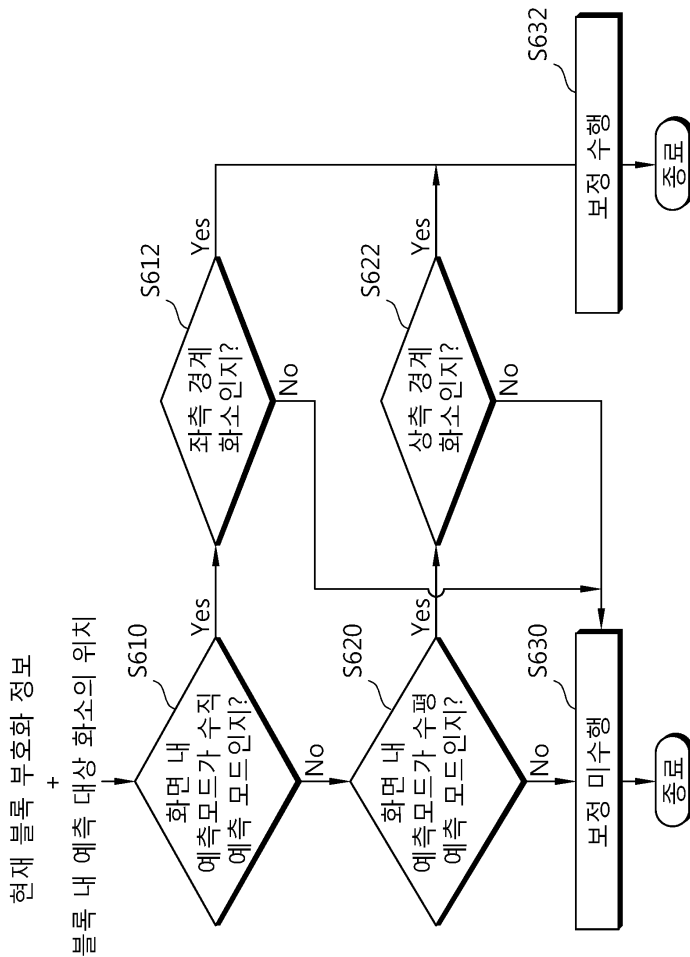 현재 블록 부호화 정보
+
블록 내 예측 대상 화소의 위치
S610
화면 내
예측모드가 수직
예측 모드인지?
Yes
No
S612
좌측 경계
화소인지?
Yes
No
S620
화면 내
예측모드가 수평
예측 모드인지?
Yes
No
S622
상측 경계
화소인지?
Yes
No
S630
보정 미수행
종료
S632
보정 수행
종료